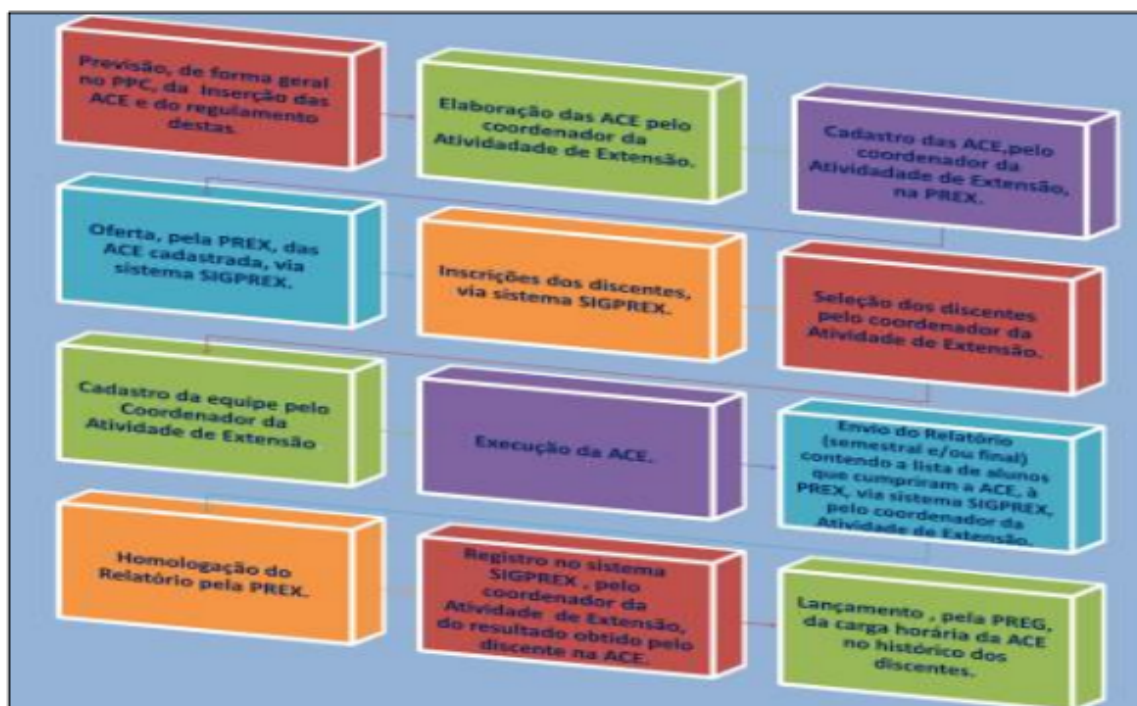 Previsão, de forma geral
no PPC, da Inserção das
ACE e do regulamento
destas.
Elaboração das ACE pelo
coordenador da
Atividadade de Extensão.
Cadastro das ACE,pelo
coordenador da
Atividadade de Extensão,
na PREX.
Oferta, pela PREX, das
ACE cadastrada, via
sistema SIGPREX.
Inscrições dos discentes,
via sistema SIGPREX.
Seleção dos discentes
pelo coordenador da
Atividade de Extensão.
Cadastro da equipe pelo
Coordenador da
Atividade de Extensão
Execução da ACE.
Envio do Relatório
(semestral e/ou final)
contendo a lista de alunos
que cumpriram a ACE, à
PREX, via sistema SIGPREX,
pelo coordenador da
Atividade de Extensão.
Homologação do
Relatório pela PREX.
Registro no sistema
SIGPREX , pelo
coordenador da
Atividade de Extensão,
do resultado obtido pelo
discente na ACE.
Lançamento , pela PREG,
da carga horária da ACE
no histórico dos
discentes.